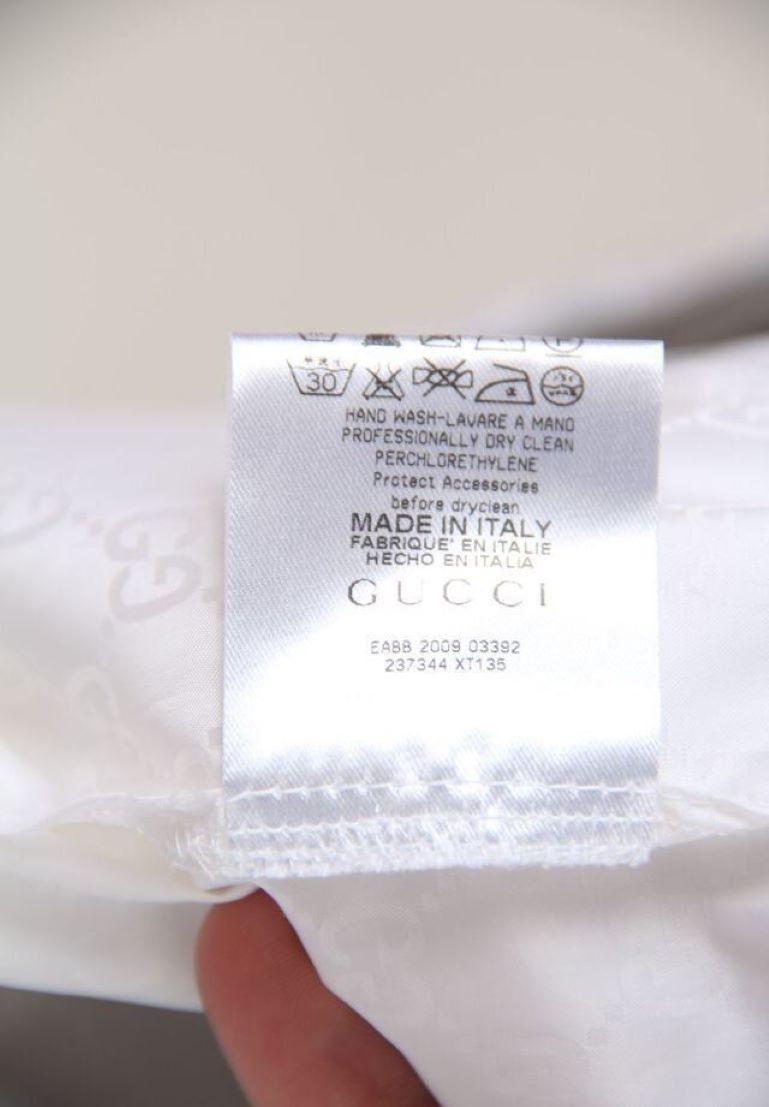 30
HAND WASH-LAVARE A MANO
PROFESSIONALLY DRY CLEAN
PERCHLORETHYLENE
Protect Accessories
before dryclean
MADE IN ITALY
FABRIQUE' EN ITALIE
HECHO EN ITALIA
GUCCI
EABB 2009 03392
237344 XT135